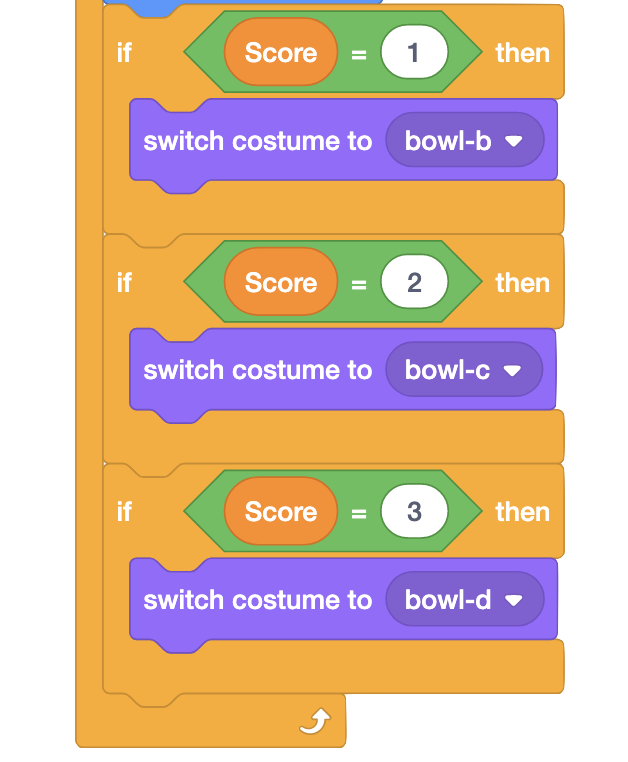 if Score = 1 then
switch costume to bowl-b
if Score = 2 then
switch costume to bowl-c
if Score = 3 then
switch costume to bowl-d